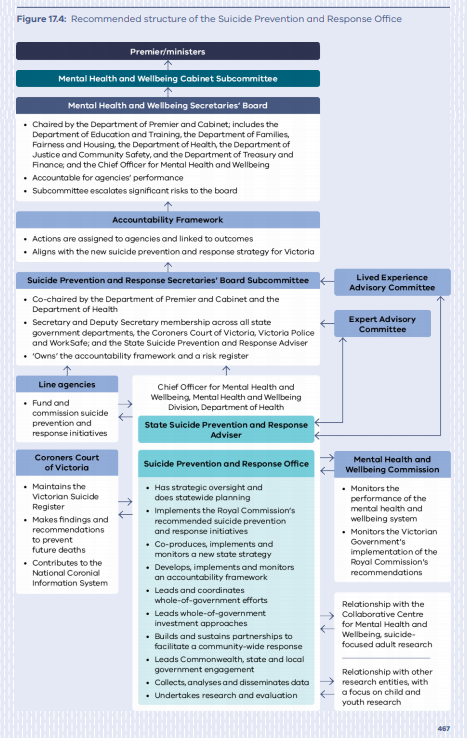 Figure 17.4: Recommended structure of the Suicide Prevention and Response Office
Premier/ministers
Mental Health and Wellbeing Cabinet Subcommittee
Mental Health and Wellbeing Secretaries' Board
• Chaired by the Department of Premier and Cabinet; includes the
Department of Education and Training, the Department of Families,
Fairness and Housing, the Department of Health, the Department of
Justice and Community Safety, and the Department of Treasury and
Finance; and the Chief Officer for Mental Health and Wellbeing
• Accountable for agencies' performance
• Subcommittee escalates significant risks to the board
Accountability Framework
• Actions are assigned to agencies and linked to outcomes
• Aligns with the new suicide prevention and response strategy for Victoria
Suicide Prevention and Response Secretaries' Board Subcommittee
• Co-chaired by the Department of Premier and Cabinet and the
Department of Health
• Secretary and Deputy Secretary membership across all state
government departments, the Coroners Court of Victoria, Victoria Police
and WorkSafe; and the State Suicide Prevention and Response Adviser
• 'Owns' the accountability framework and a risk register
Lived Experience
Advisory Committee
Expert Advisory
Committee
Line agencies
• Fund and
commission suicide
prevention and
response initiatives
Chief Officer for Mental Health and
Wellbeing, Mental Health and Wellbeing
Division, Department of Health
State Suicide Prevention and Response
Adviser
Coroners Court
of Victoria
• Maintains the
Victorian Suicide
Register
• Makes findings and
recommendations
to prevent
future deaths
• Contributes to the
National Coronial
Information System
Suicide Prevention and Response Office
• Has strategic oversight and
does statewide planning
• Implements the Royal Commission's
recommended suicide prevention
and response initiatives
• Co-produces, implements and
monitors a new state strategy
• Develops, implements and monitors
an accountability framework
• Leads and coordinates
whole-of-government efforts
• Leads whole-of-government
investment approaches
• Builds and sustains partnerships to
facilitate a community-wide response
• Leads Commonwealth, state and local
government engagement
• Collects, analyses and disseminates data
• Undertakes research and evaluation
Mental Health and
Wellbeing Commission
• Monitors the
performance of the
mental health and
wellbeing system
• Monitors the Victorian
Government's
implementation of the
Royal Commission's
recommendations
Relationship with the
Collaborative Centre
for Mental Health and
Wellbeing, suicide-
focused adult research
Relationship with other
research entities, with
a focus on child and
youth research
467